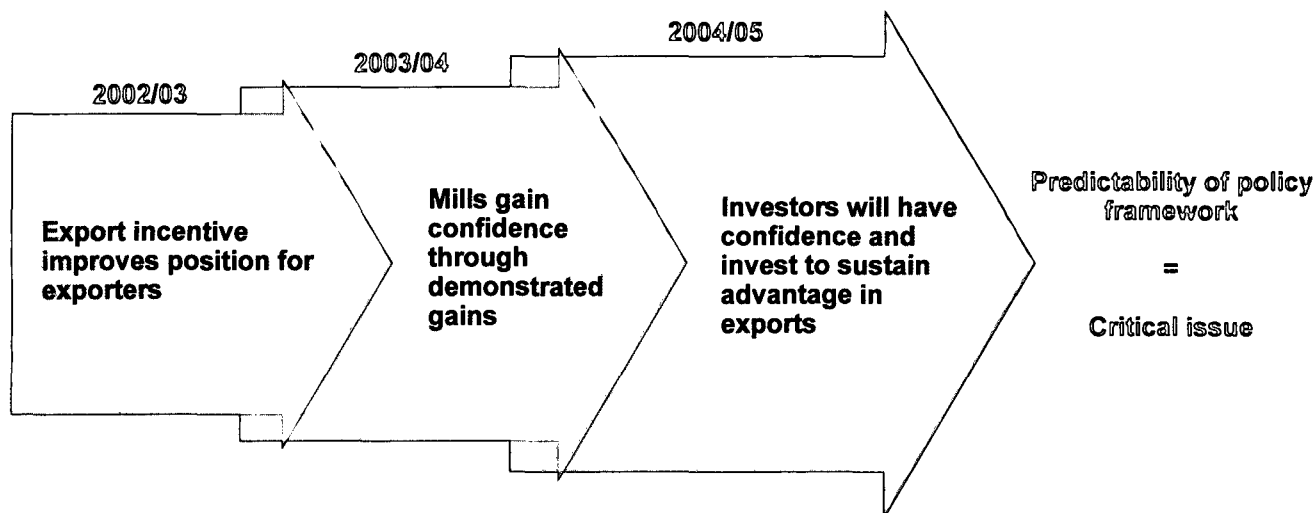 2002/03
2003/04
2004/05
Export incentive
improves position for
exporters
Mills gain
confidence
through
demonstrated
gains
Investors will have
confidence and
invest to sustain
advantage in
exports
Predictability of policy
framework
=
Critical issue